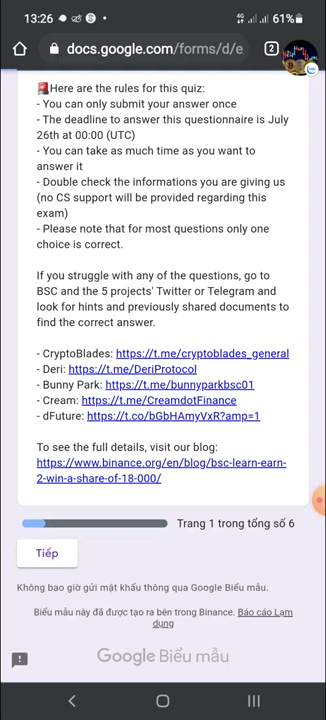 13:26
61%
docs.google.com/forms/d/e
2
🚨Here are the rules for this quiz:
- You can only submit your answer once
- The deadline to answer this questionnaire is July
26th at 00:00 (UTC)
- You can take as much time as you want to
answer it
- Double check the informations you are giving us
(no CS support will be provided regarding this
exam)
- Please note that for most questions only one
choice is correct.
If you struggle with any of the questions, go to
BSC and the 5 projects' Twitter or Telegram and
look for hints and previously shared documents to
find the correct answer.
- CryptoBlades: https://t.me/cryptoblades_general
- Deri: https://t.me/DeriProtocol
- Bunny Park: https://t.me/bunnyparkbsc01
- Cream: https://t.me/CreamdotFinance
- dFuture: https://t.co/bGbHAmyVxR?amp=1
To see the full details, visit our blog:
https://www.binance.org/en/blog/bsc-learn-earn-
2-win-a-share-of-18-000/
Trang 1 trong tổng số 6
Tiếp
Không bao giờ gửi mật khẩu thông qua Google Biểu mẫu.
Biểu mẫu này đã được tạo ra bên trong Binance. Báo cáo Lạm
dụng
Google Biểu mẫu